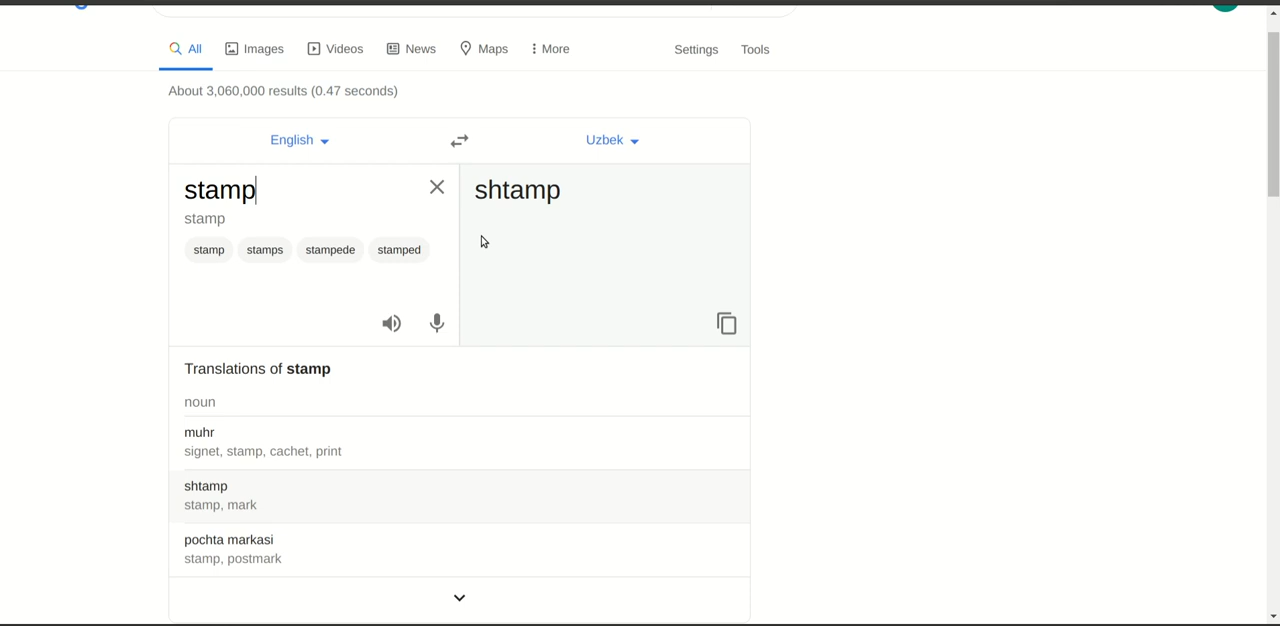 All Images Videos News Maps More Settings Tools
About 3,060,000 results (0.47 seconds)
English Uzbek
stamp shtamp
stamp
stamp stamps stampede stamped
Translations of stamp
noun
muhr
signet, stamp, cachet, print
shtamp
stamp, mark
pochta markasi
stamp, postmark